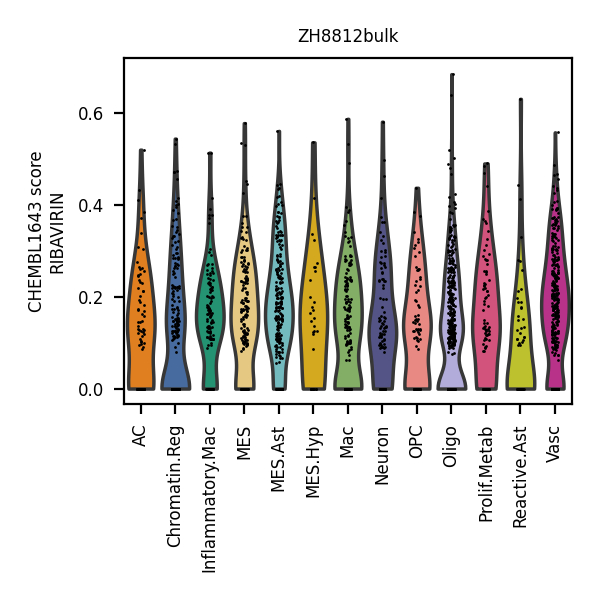 ZH8812bulk
CHEMBL1643 score
RIBAVIRIN
0.6
0.4
0.2
0.0
AC
Chromatin.Reg
Inflammatory.Mac
MES
MES.Ast
MES.Hyp
Mac
Neuron
OPC
Oligo
Prolif.Metab
Reactive.Ast
Vasc